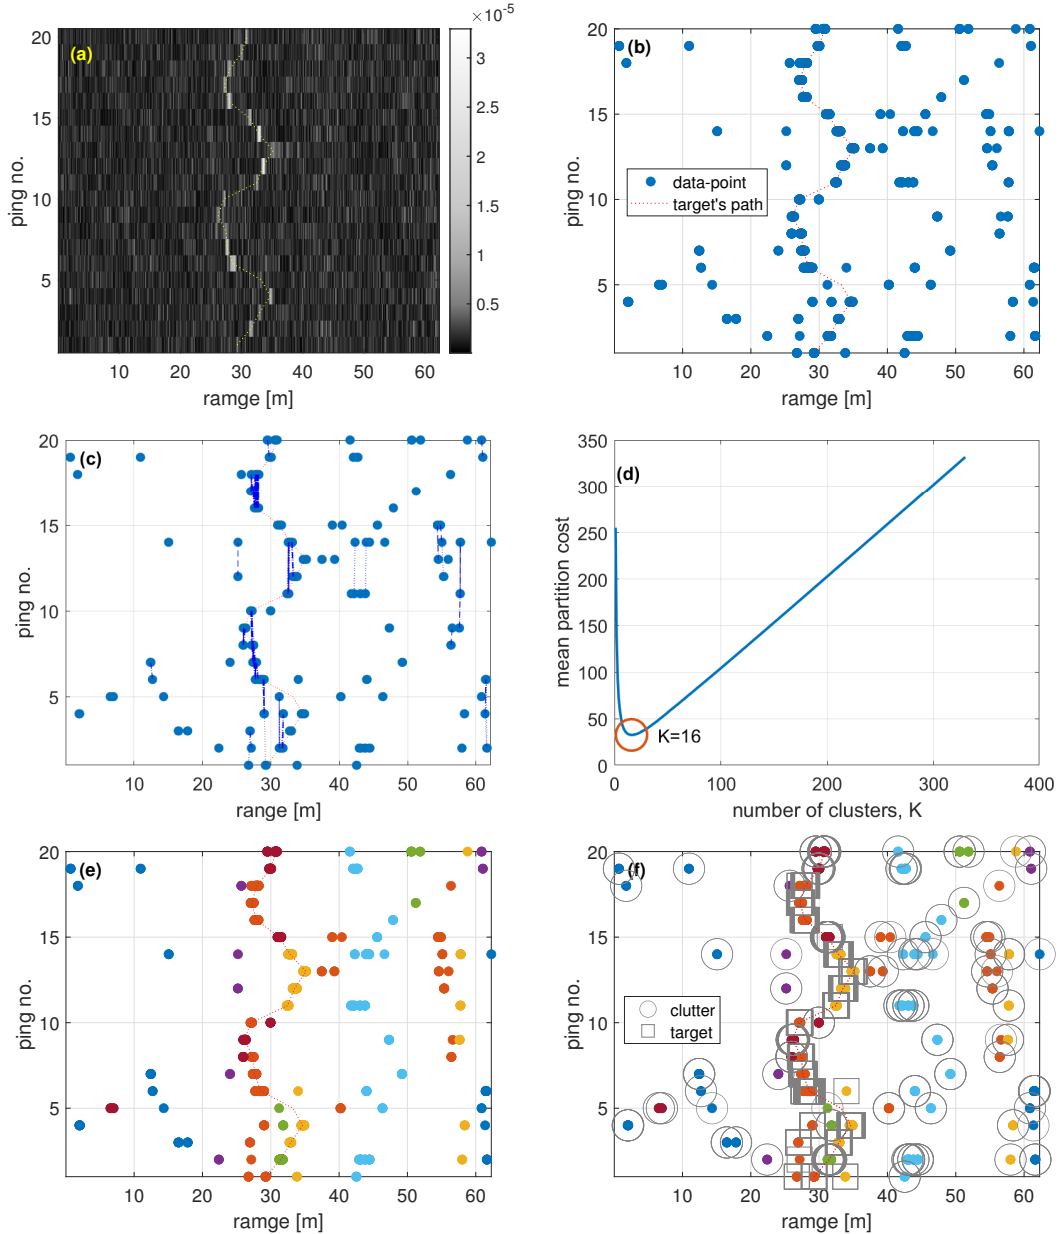 ×10⁻⁵
(a)
20
15
10
5
ping no.
10 20 30 40 50 60
ramge [m]
3
2.5
2
1.5
1
0.5
(b)
20
15
10
5
ping no.
data-point
target's path
10 20 30 40 50 60
ramge [m]
(c)
20
15
10
5
ping no.
10 20 30 40 50 60
range [m]
(d)
350
300
250
200
150
100
50
0
mean partition cost
K=16
0 100 200 300 400
number of clusters, K
(e)
20
15
10
5
ping no.
10 20 30 40 50 60
ramge [m]
(f)
20
15
10
5
ping no.
clutter
target
10 20 30 40 50 60
ramge [m]